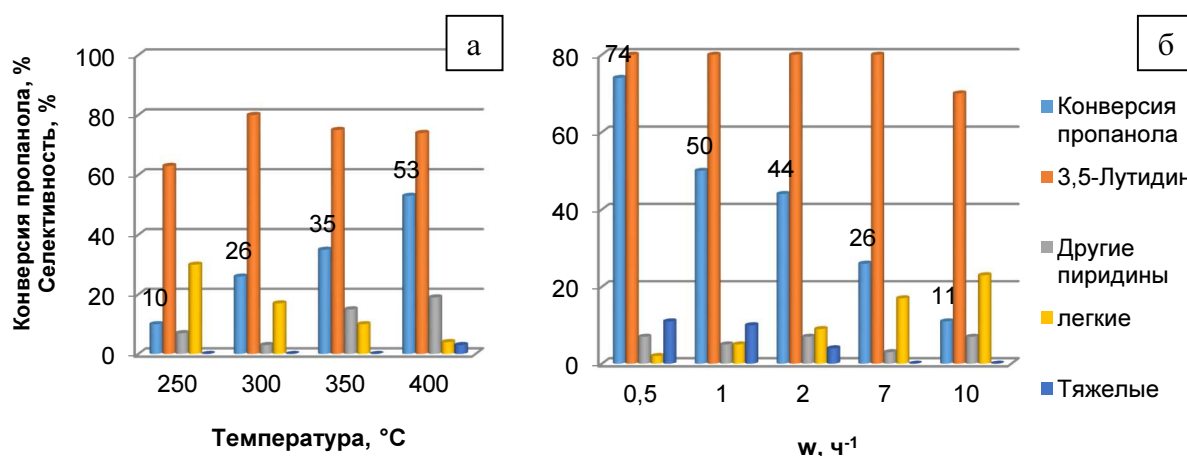 а
Конверсия пропанола, %
Селективность, %
100
80
60
40
20
0
10
26
35
53
250
300
350
400
Температура, °C
б
80
60
40
20
0
74
50
44
26
11
0,5
1
2
7
10
w, ч-1
Конверсия
пропанола
3,5-Лутидин
Другие
пиридины
легкие
Тяжелые